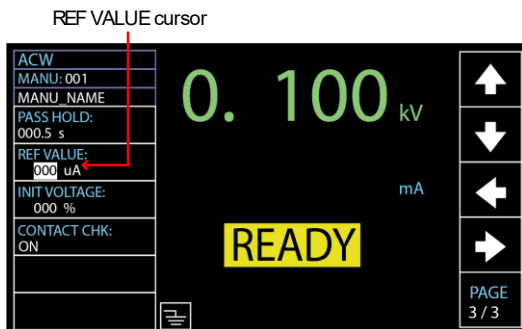 REF VALUE cursor
ACW
MANU: 001
MANU_NAME
PASS HOLD:
000.5 s
REF VALUE:
000 uA
INIT VOLTAGE:
000 %
CONTACT CHK:
ON
0. 100 kV
mA
READY
PAGE
3 / 3